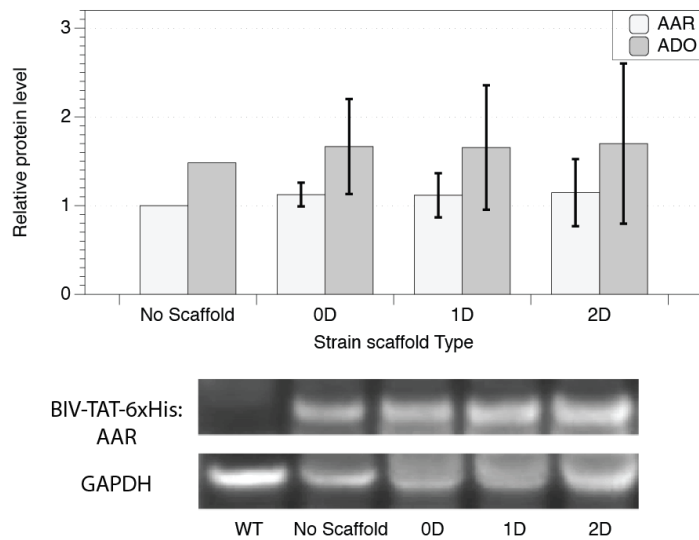 3
AAR
ADO
2
1
0
Relative protein level
No Scaffold 0D 1D 2D
Strain scaffold Type
BIV-TAT-6xHis:
AAR
GAPDH
WT No Scaffold 0D 1D 2D